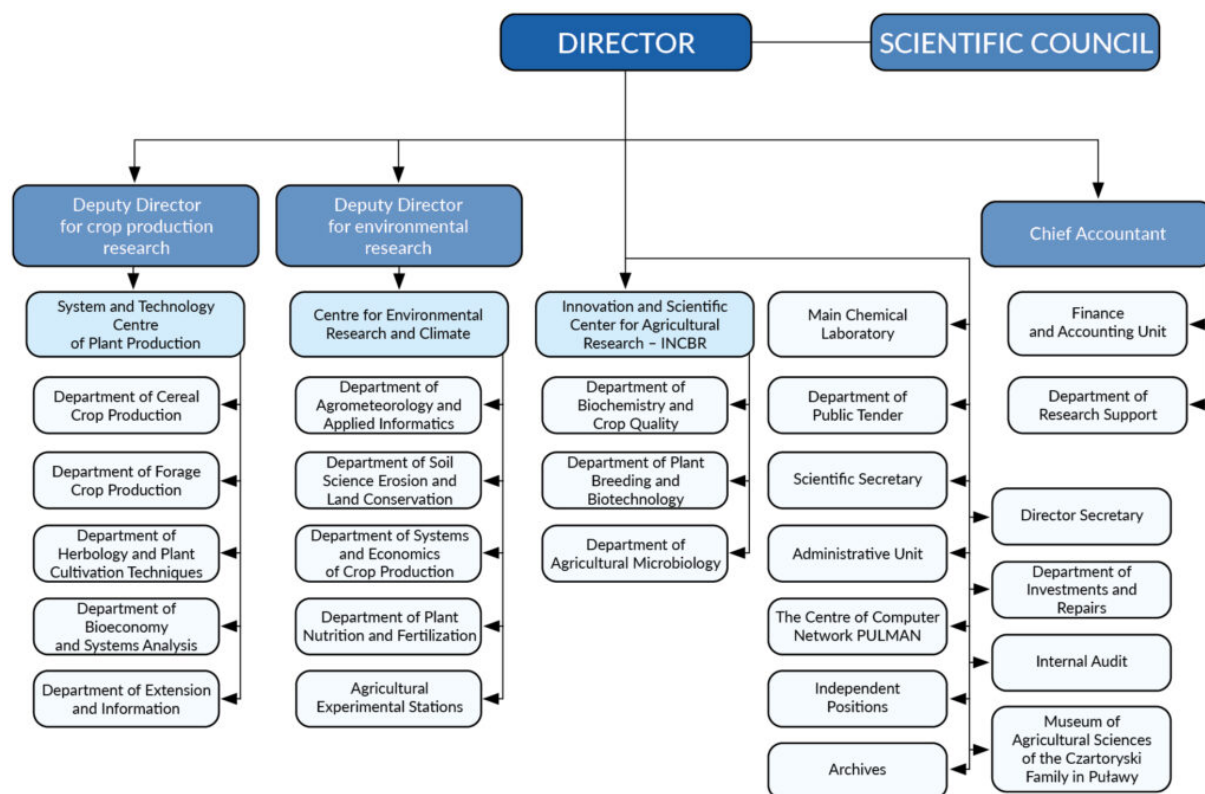 DIRECTOR
SCIENTIFIC COUNCIL
Deputy Director
for crop production
research
Deputy Director
for environmental
research
Chief Accountant
System and Technology
Centre
of Plant Production
Department of Cereal
Crop Production
Department of Forage
Crop Production
Department of
Herbology and Plant
Cultivation Techniques
Department of
Bioeconomy
and Systems Analysis
Department of Extension
and Information
Centre for Environmental
Research and Climate
Department of
Agrometeorology and
Applied Informatics
Department of Soil
Science Erosion and
Land Conservation
Department of Systems
and Economics
of Crop Production
Department of Plant
Nutrition and Fertilization
Agricultural
Experimental Stations
Innovation and Scientific
Center for Agricultural
Research – INCBR
Department of
Biochemistry and
Crop Quality
Department of Plant
Breeding and
Biotechnology
Department of
Agricultural Microbiology
Main Chemical
Laboratory
Department of
Public Tender
Scientific Secretary
Administrative Unit
The Centre of Computer
Network PULMAN
Independent
Positions
Archives
Finance
and Accounting Unit
Department of
Research Support
Director Secretary
Department of
Investments and
Repairs
Internal Audit
Museum of
Agricultural Sciences
of the Czartoryski
Family in Puławy